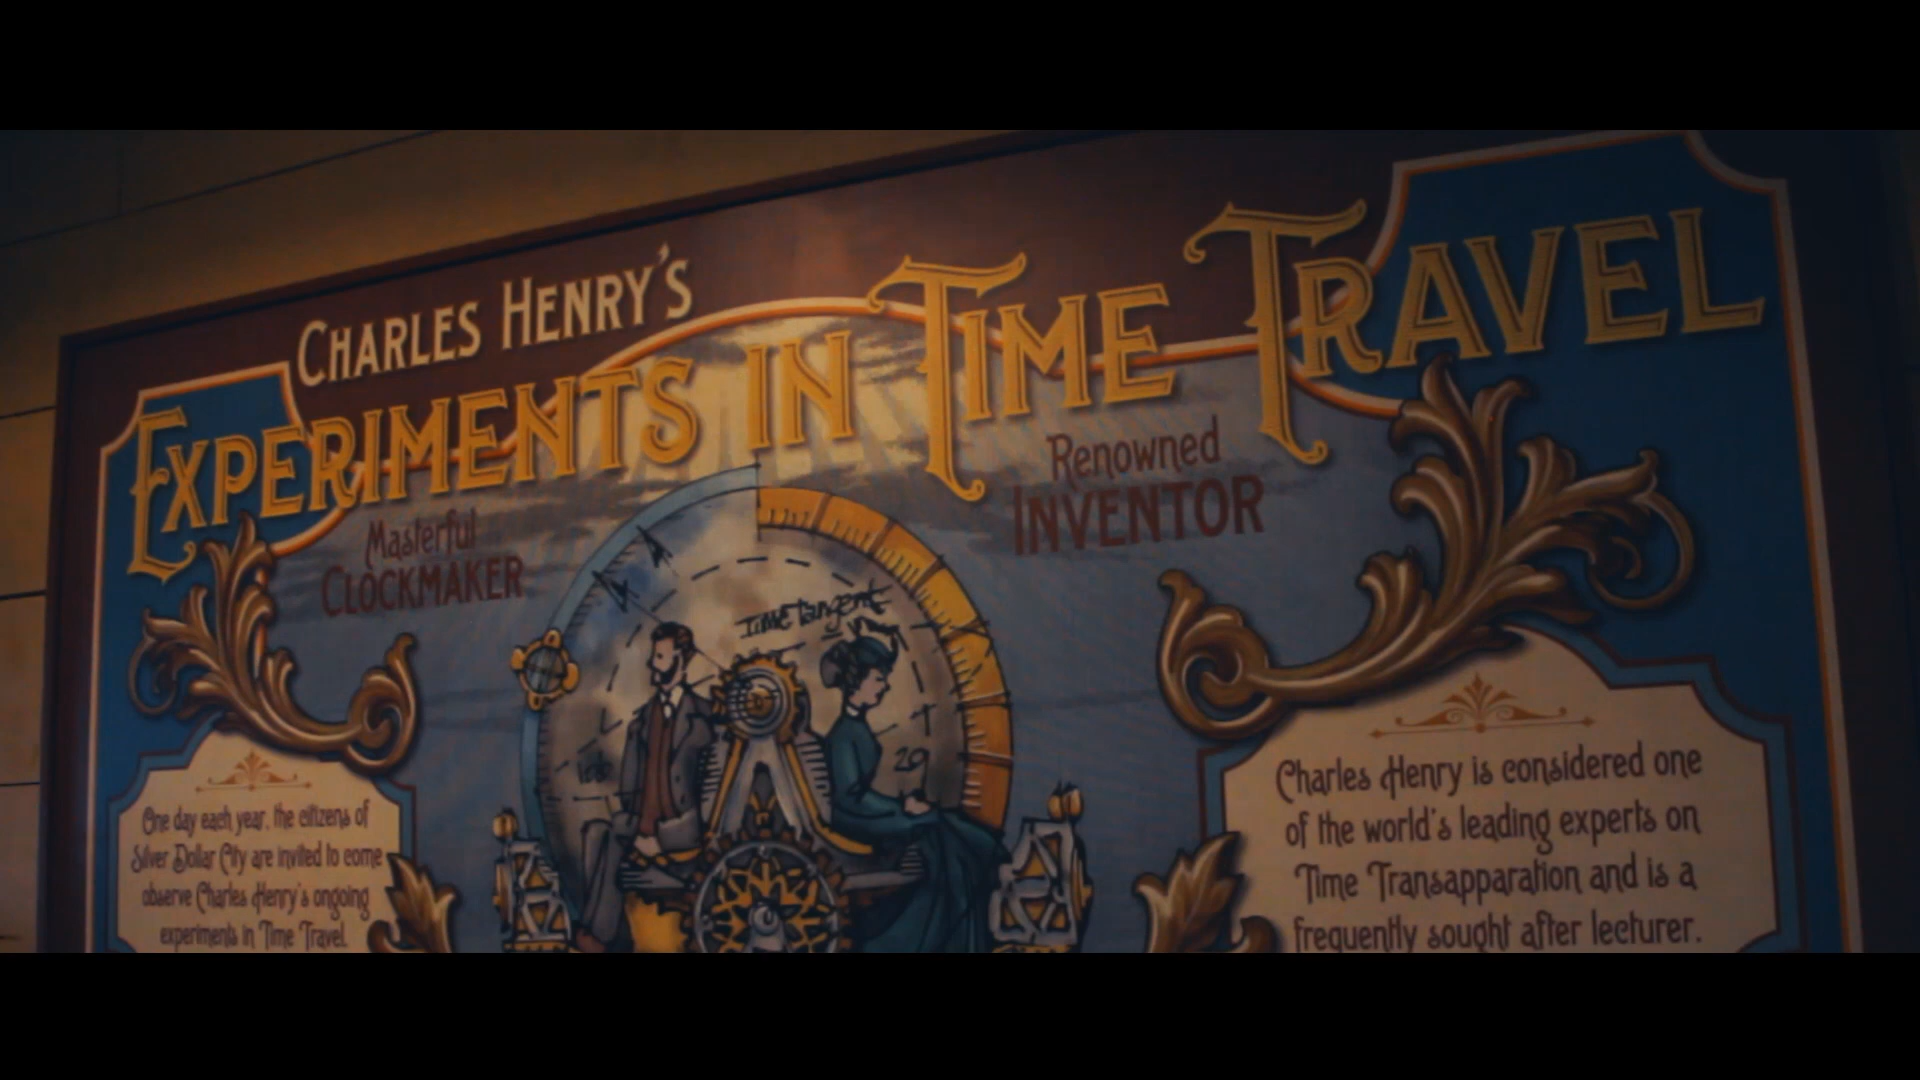 CHARLES HENRY'S
EXPERIMENTS IN TIME TRAVEL
Masterful
CLOCKMAKER
Renowned
INVENTOR
Time Tangent
20
One day each year, the citizens of
Silver Dollar City are invited to come
observe Charles Henry's ongoing
experiments in Time Travel.
Charles Henry is considered one
of the world's leading experts on
Time Transapparation and is a
frequently sought after lecturer.